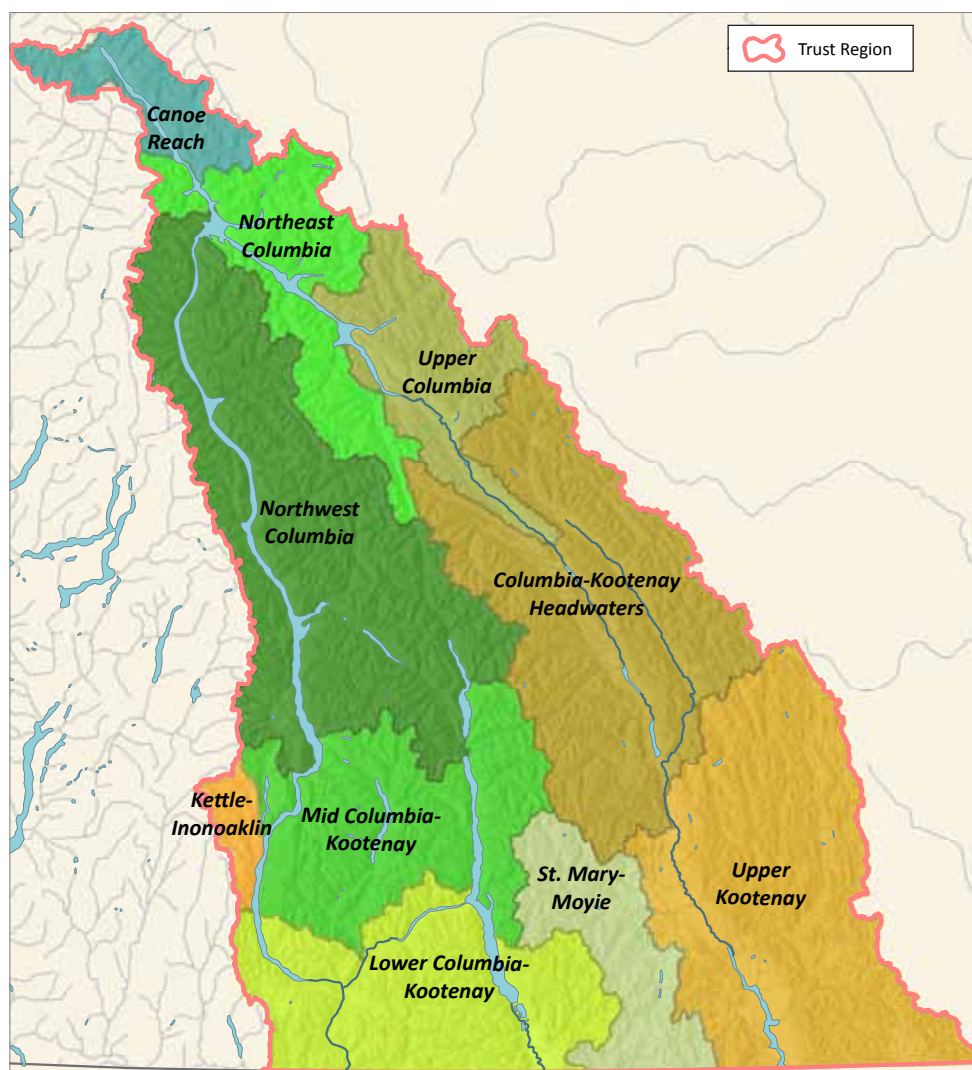 Trust Region
Canoe
Reach
Northeast
Columbia
Upper
Columbia
Northwest
Columbia
Columbia-Kootenay
Headwaters
Kettle-
Inonoaklin
Mid Columbia-
Kootenay
St. Mary-
Moyie
Upper
Kootenay
Lower Columbia-
Kootenay